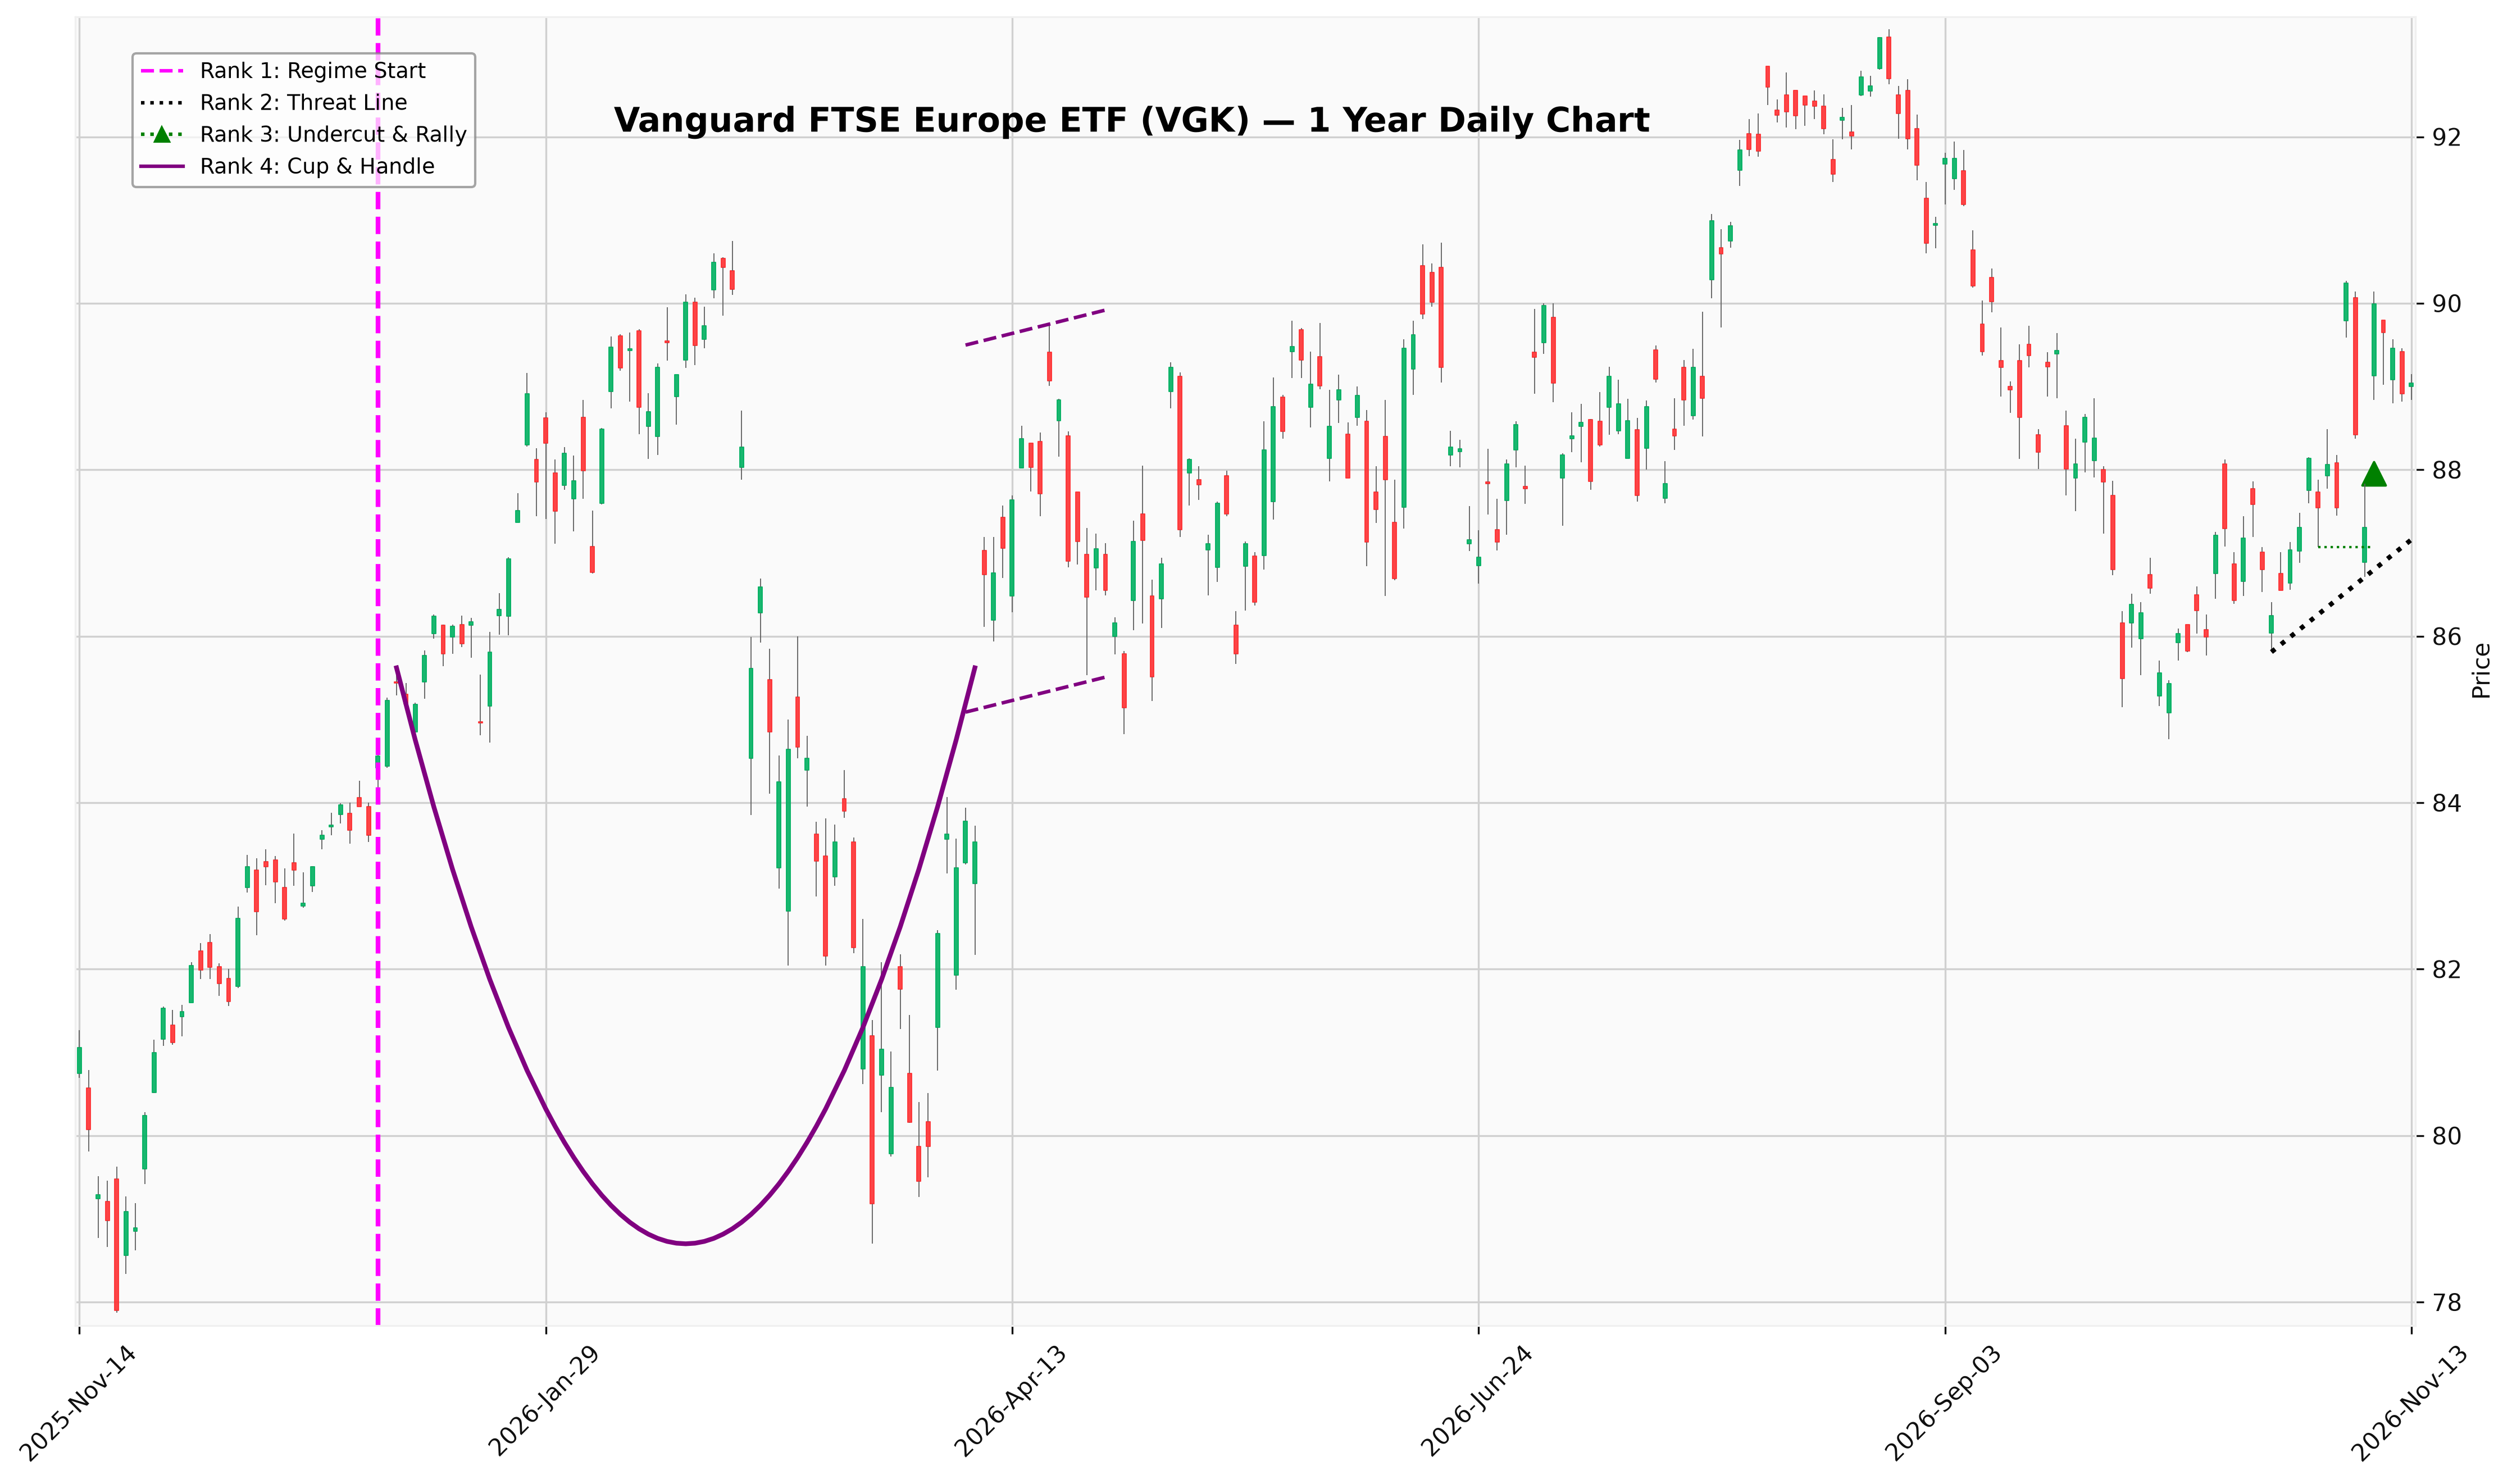 Vanguard FTSE Europe ETF (VGK) — 1 Year Daily Chart
Rank 1: Regime Start
Rank 2: Threat Line
Rank 3: Undercut & Rally
Rank 4: Cup & Handle
92
90
88
86
84
82
80
78
Price
2025-Nov-14
2026-Jan-29
2026-Apr-13
2026-Jun-24
2026-Sep-03
2026-Nov-13